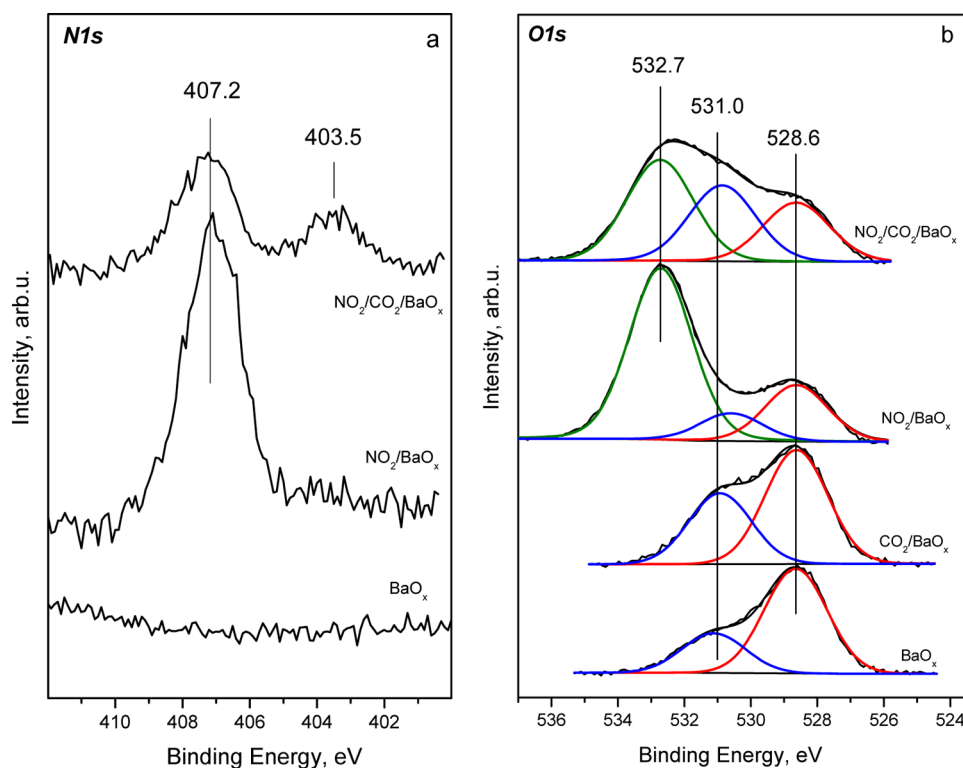 N1s
a
407.2
403.5
NO₂/CO₂/BaOₓ
NO₂/BaOₓ
BaOₓ
Intensity, arb.u.
410 408 406 404 402
Binding Energy, eV
O1s
b
532.7
531.0
528.6
NO₂/CO₂/BaOₓ
NO₂/BaOₓ
CO₂/BaOₓ
BaOₓ
Intensity, arb.u.
536 534 532 530 528 526 524
Binding Energy, eV